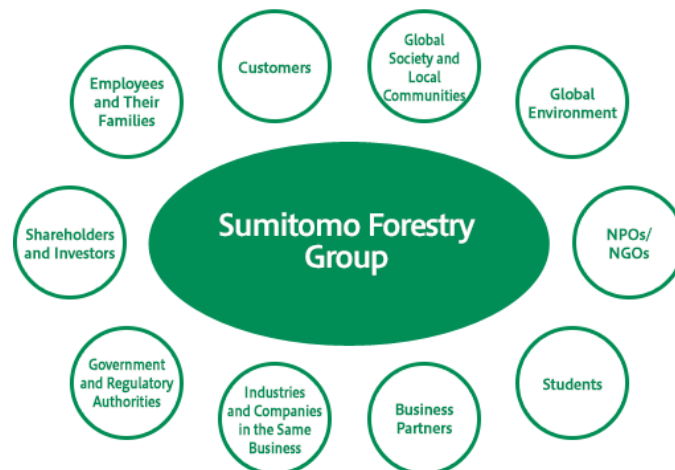 Customers
Global
Society and
Local
Communities
Employees
and Their
Families
Global
Environment
Sumitomo Forestry
Group
Shareholders
and Investors
NPOs/
NGOs
Government
and Regulatory
Authorities
Industries
and Companies
in the Same
Business
Business
Partners
Students